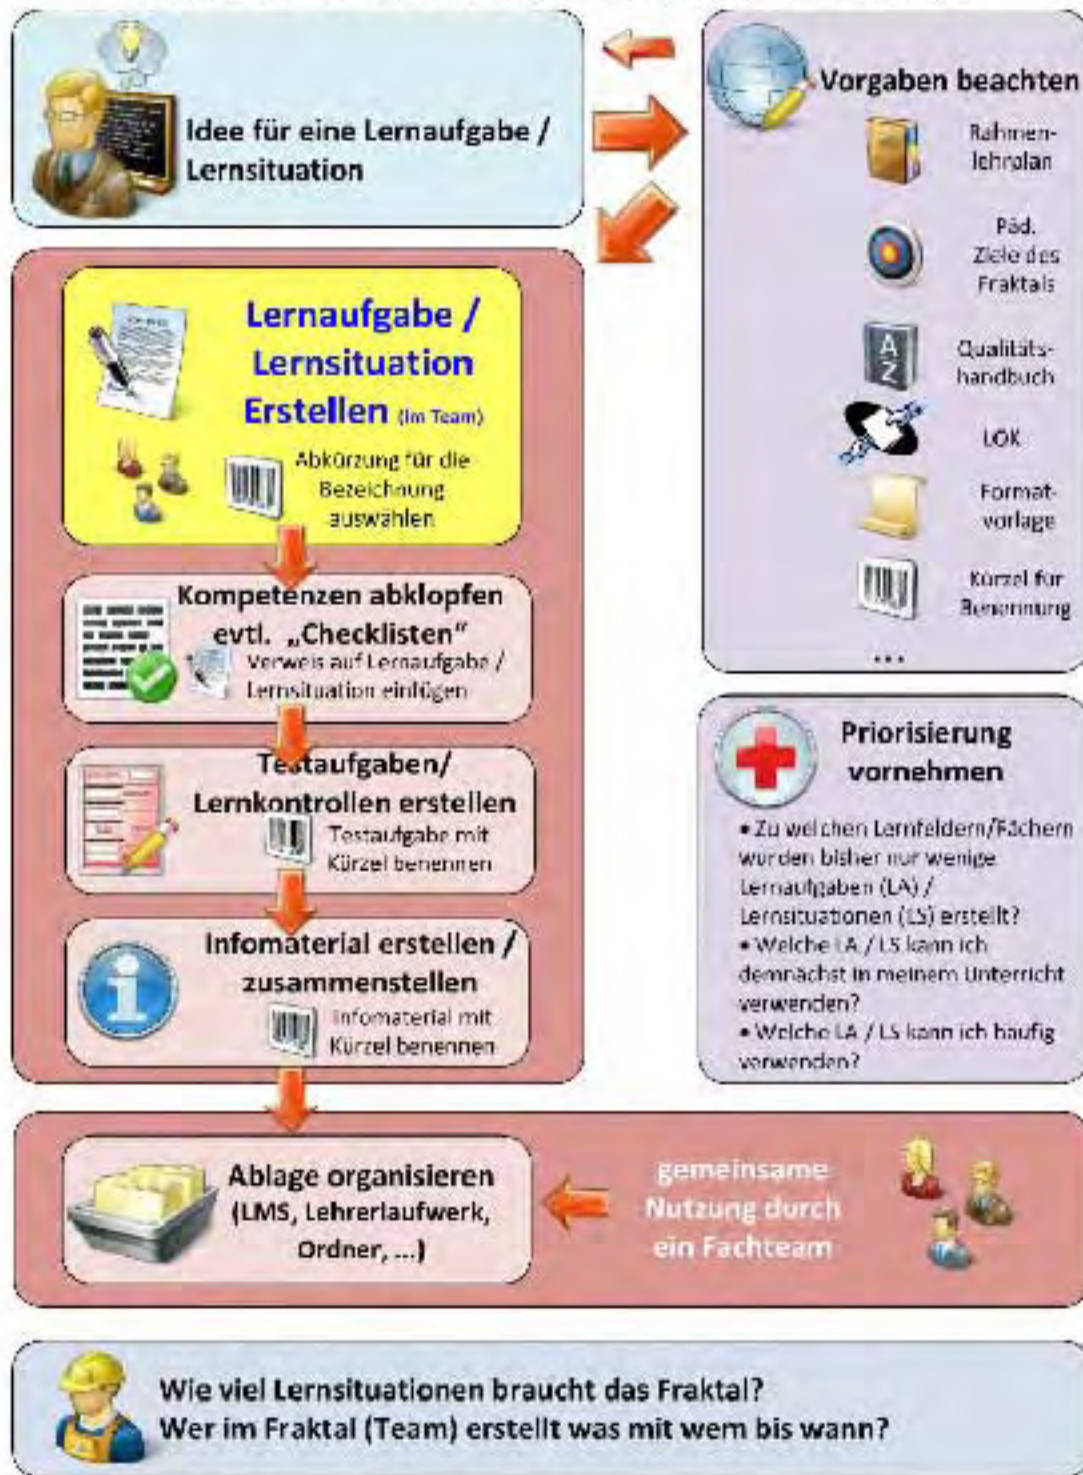 Idee für eine Lernaufgabe /
Lernsituation
Vorgaben beachten
Rahmen-
lehrplan
Päd.
Ziele des
Fraktals
A
Z
Qualitäts-
handbuch
LOK
Format-
vorlage
Kürzel für
Benennung
...
Lernaufgabe /
Lernsituation
Erstellen (im Team)
Abkürzung für die
Bezeichnung
auswählen
Kompetenzen abklopfen
evtl. „Checklisten“
Verweis auf Lernaufgabe /
Lernsituation einfügen
Testaufgaben/
Lernkontrollen erstellen
Testaufgabe mit
Kürzel benennen
Infomaterial erstellen /
zusammenstellen
Infomaterial mit
Kürzel benennen
Priorisierung
vornehmen
• Zu welchen Lernfeldern/Fächern
wurden bisher nur wenige
Lernaufgaben (LA) /
Lernsituationen (LS) erstellt?
• Welche LA / LS kann ich
demnächst in meinem Unterricht
verwenden?
• Welche LA / LS kann ich häufig
verwenden?
Ablage organisieren
(LMS, Lehrerlaufwerk,
Ordner, ...)
gemeinsame
Nutzung durch
ein Fachteam
Wie viel Lernsituationen braucht das Fraktal?
Wer im Fraktal (Team) erstellt was mit wem bis wann?